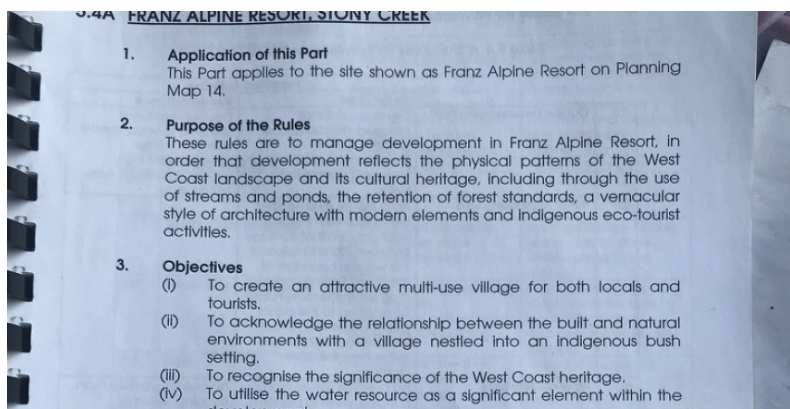 5.4A FRANZ ALPINE RESORT, STONY CREEK
1. Application of this Part
This Part applies to the site shown as Franz Alpine Resort on Planning
Map 14.
2. Purpose of the Rules
These rules are to manage development in Franz Alpine Resort, in
order that development reflects the physical patterns of the West
Coast landscape and its cultural heritage, including through the use
of streams and ponds, the retention of forest standards, a vernacular
style of architecture with modern elements and indigenous eco-tourist
activities.
3. Objectives
(i) To create an attractive multi-use village for both locals and
tourists.
(ii) To acknowledge the relationship between the built and natural
environments with a village nestled into an indigenous bush
setting.
(iii) To recognise the significance of the West Coast heritage.
(iv) To utilise the water resource as a significant element within the